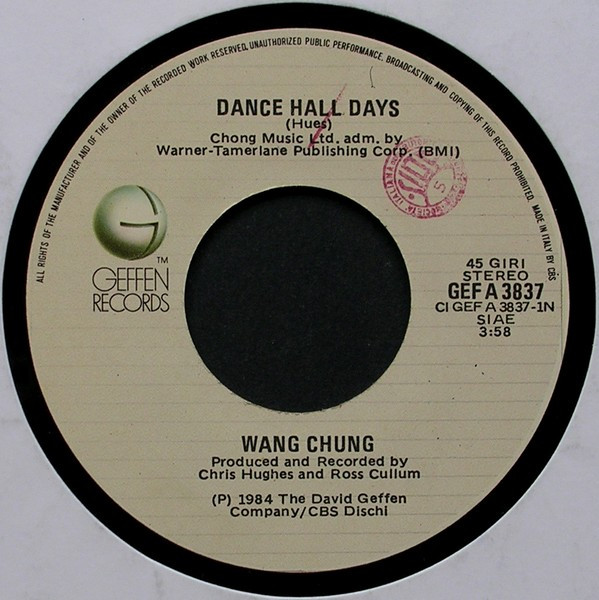 ALL RIGHTS OF THE MANUFACTURER AND OF THE OWNER OF THE RECORDED WORK RESERVED, UNAUTHORIZED PUBLIC PERFORMANCE, BROADCASTING AND COPYING OF THIS RECORD PROHIBITED. MADE IN ITALY BY CBS
DANCE HALL DAYS
(Hues)
Chong Music Ltd. adm. by
Warner-Tamerlane Publishing Corp. (BMI)
TM
GEFFEN
RECORDS
45 GIRI
STEREO
GEF A 3837
CI GEF A 3837-1N
SIAE
3:58
WANG CHUNG
Produced and Recorded by
Chris Hughes and Ross Cullum
(P) 1984 The David Geffen
Company/CBS Dischi